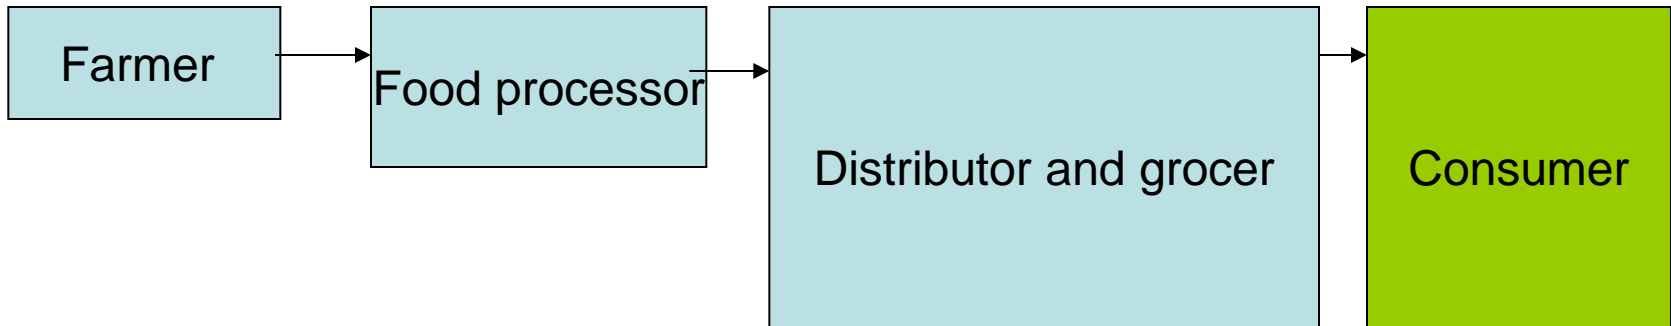 Farmer
Food processor
Distributor and grocer
Consumer